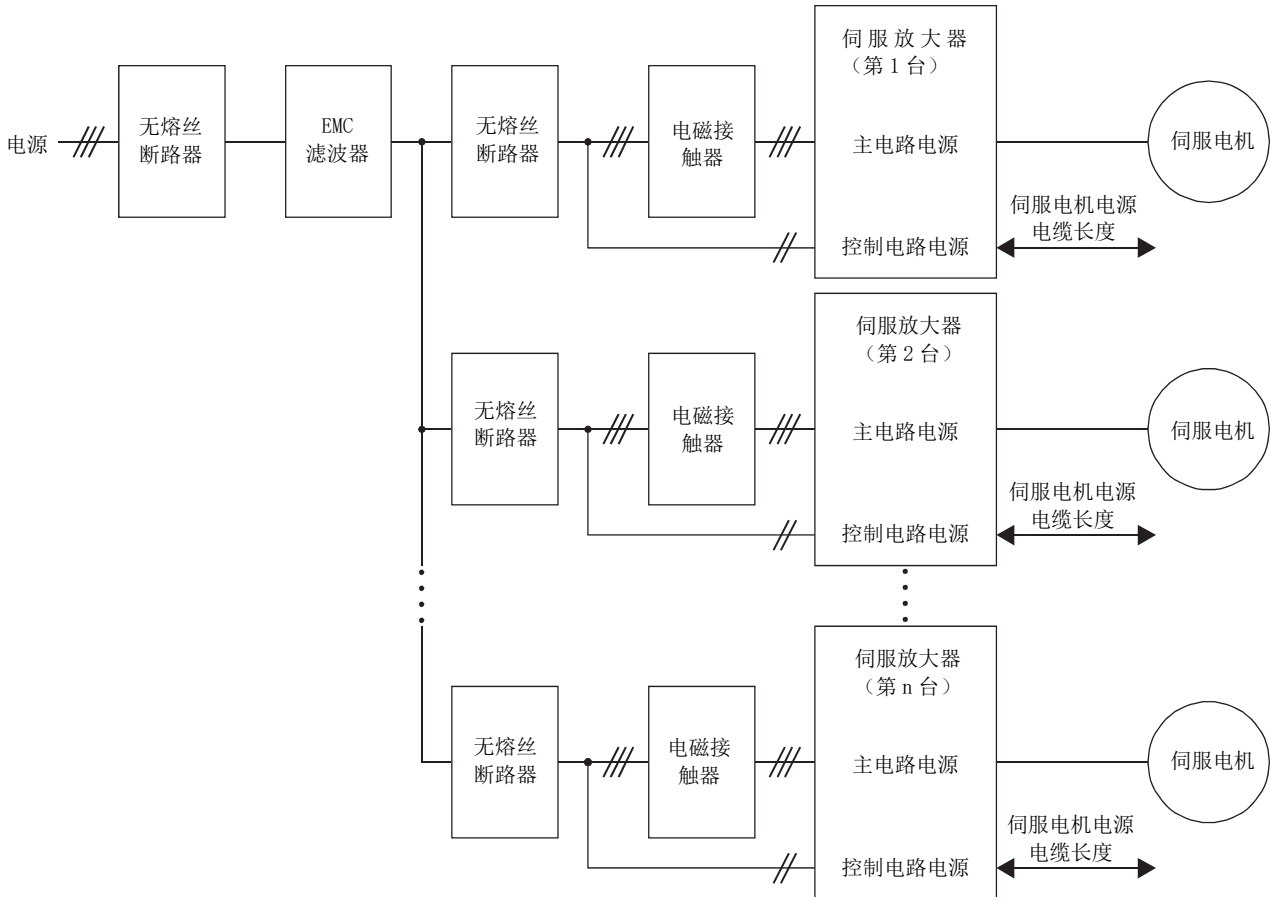 电源
无熔丝
断路器
EMC
滤波器
无熔丝
断路器
电磁接
触器
伺服放大器
（第1台）
主电路电源
控制电路电源
伺服电机
伺服电机电源
电缆长度
无熔丝
断路器
电磁接
触器
伺服放大器
（第2台）
主电路电源
控制电路电源
伺服电机
伺服电机电源
电缆长度
无熔丝
断路器
电磁接
触器
伺服放大器
（第n台）
主电路电源
控制电路电源
伺服电机
伺服电机电源
电缆长度